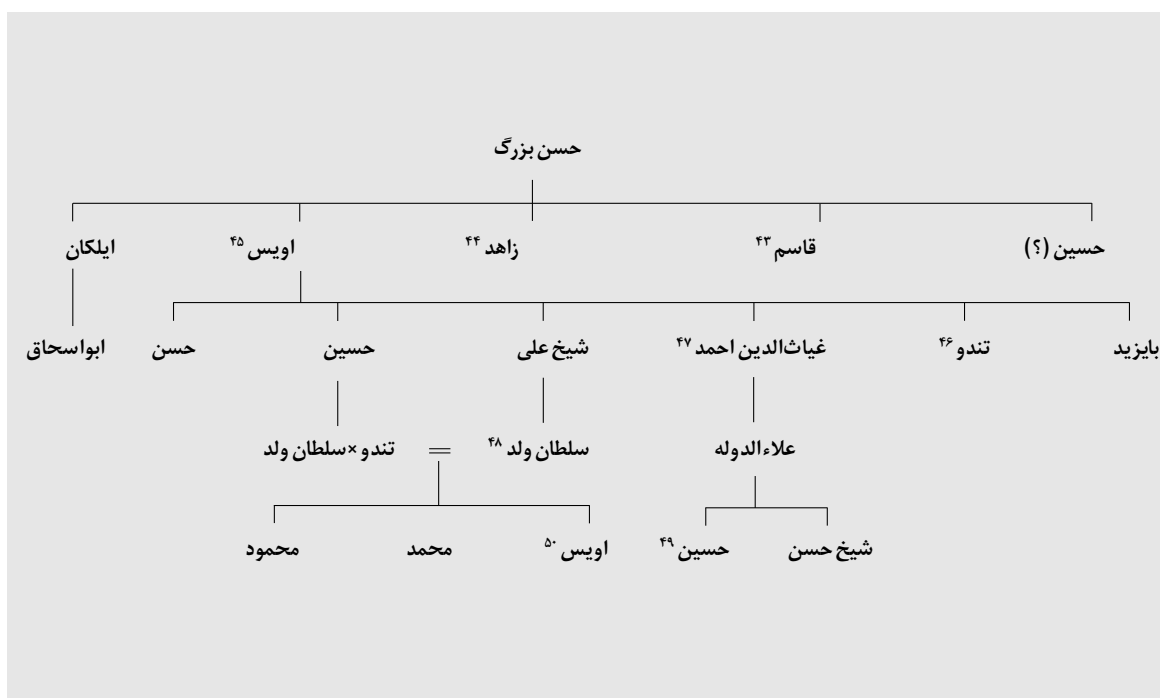 حسن بزرگ
حسین (؟) قاسم ۴۳ زاهد ۴۴ اویس ۴۵ ایلکان
بایزید تندو ۴۶ غیاث‌الدین احمد ۴۷ شیخ علی حسین حسن ابواسحاق
علاءالدوله سلطان ولد ۴۸ = تندو × سلطان ولد
شیخ حسن حسین ۴۹ اویس ۵۰ محمد محمود